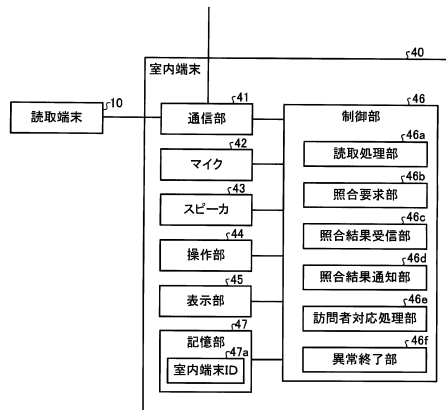 40
室内端末
10
読取端末
41
通信部
42
マイク
43
スピーカ
44
操作部
45
表示部
47
記憶部
47a
室内端末ID
46
制御部
46a
読取処理部
46b
照合要求部
46c
照合結果受信部
46d
照合結果通知部
46e
訪問者対応処理部
46f
異常終了部